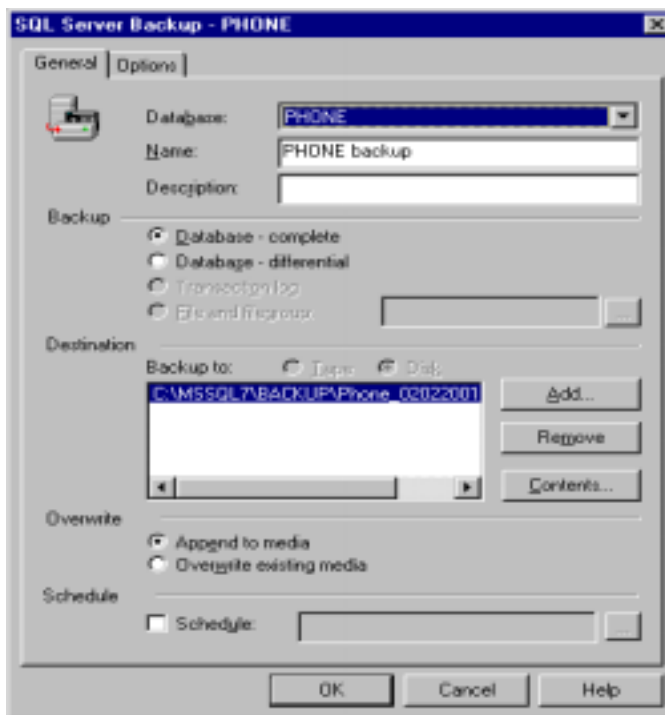 SQL Server Backup - PHONE
General Options
Database: PHONE
Name: PHONE backup
Description:
Backup
Database - complete
Database - differential
Transaction log
File and filegroup:
...
Destination
Backup to: Tape Disk
C:\MSSQL7\BACKUP\Phone_02022001
Add...
Remove
Contents...
Overwrite
Append to media
Overwrite existing media
Schedule
Schedule:
...
OK Cancel Help